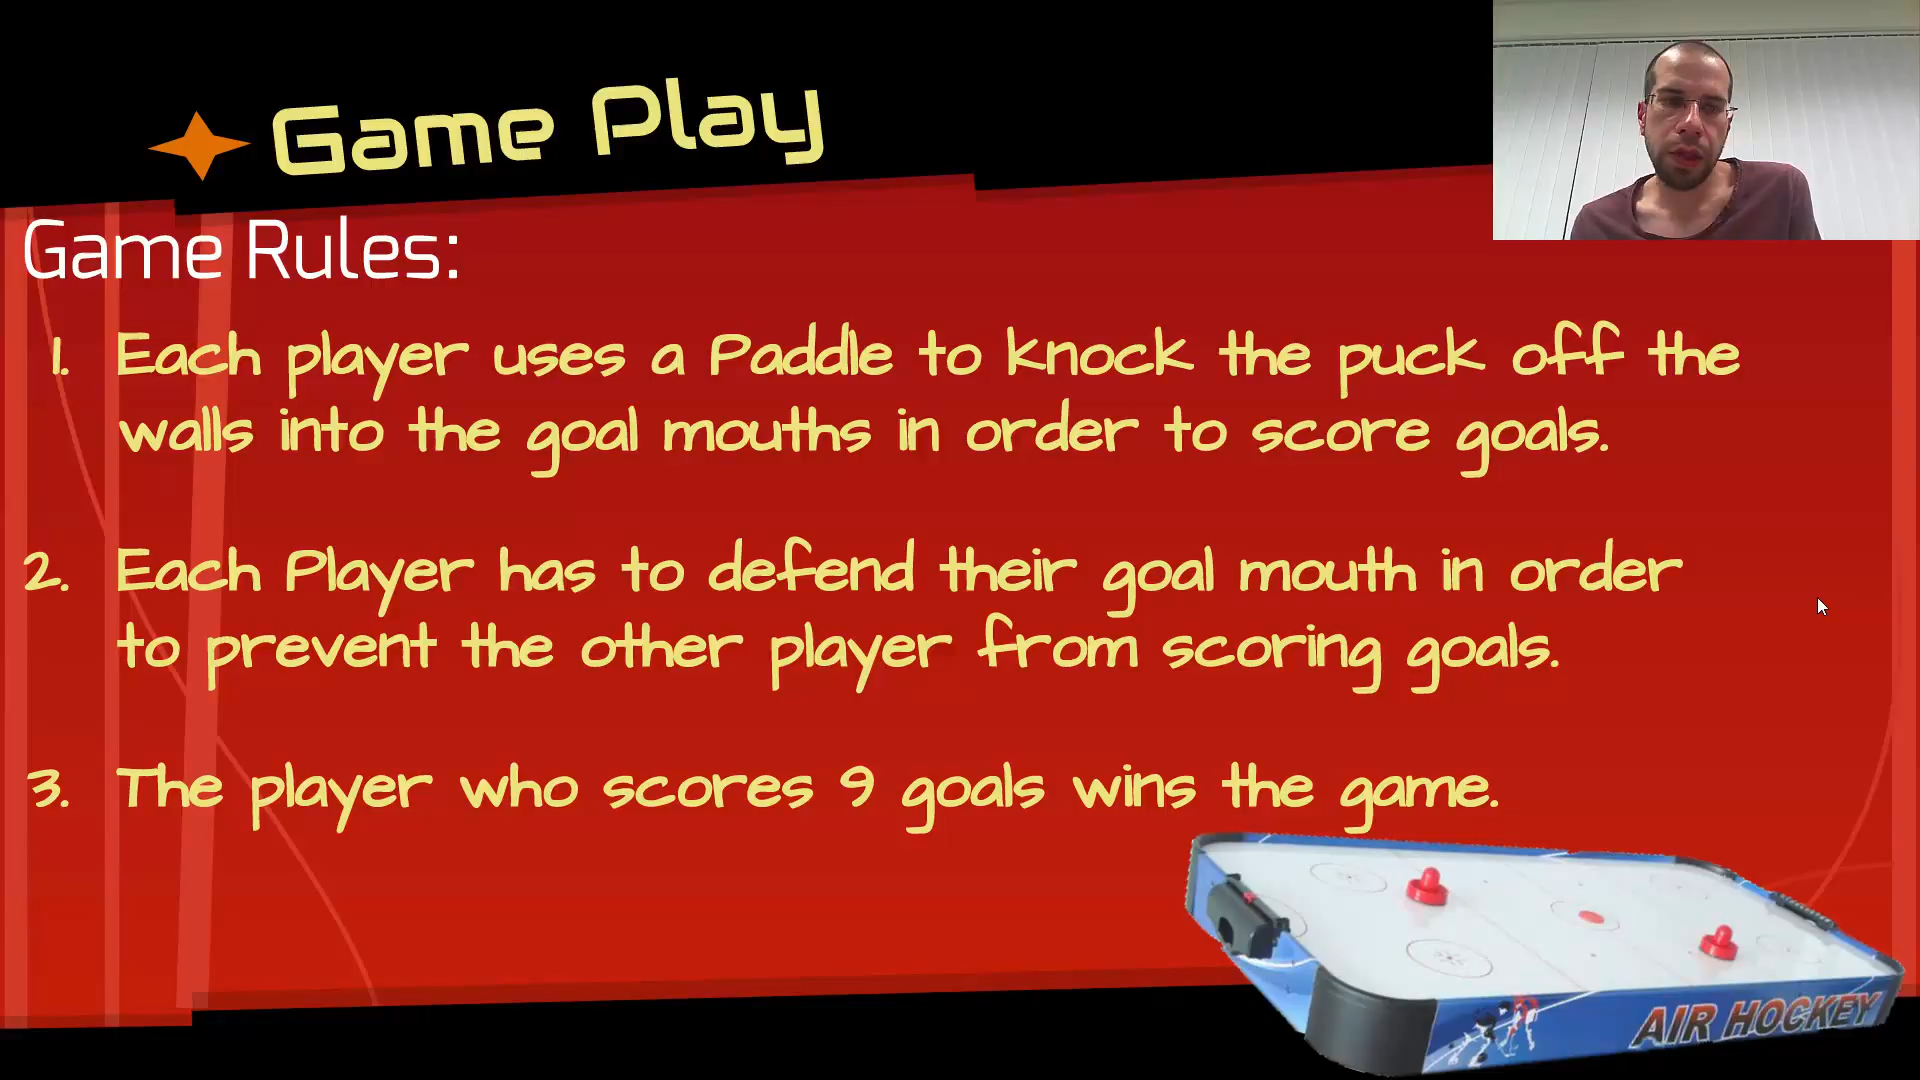 Game Play
Game Rules:
1. Each player uses a Paddle to knock the puck off the
walls into the goal mouths in order to score goals.
2. Each Player has to defend their goal mouth in order
to prevent the other player from scoring goals.
3. The player who scores 9 goals wins the game.
AIR HOCKEY